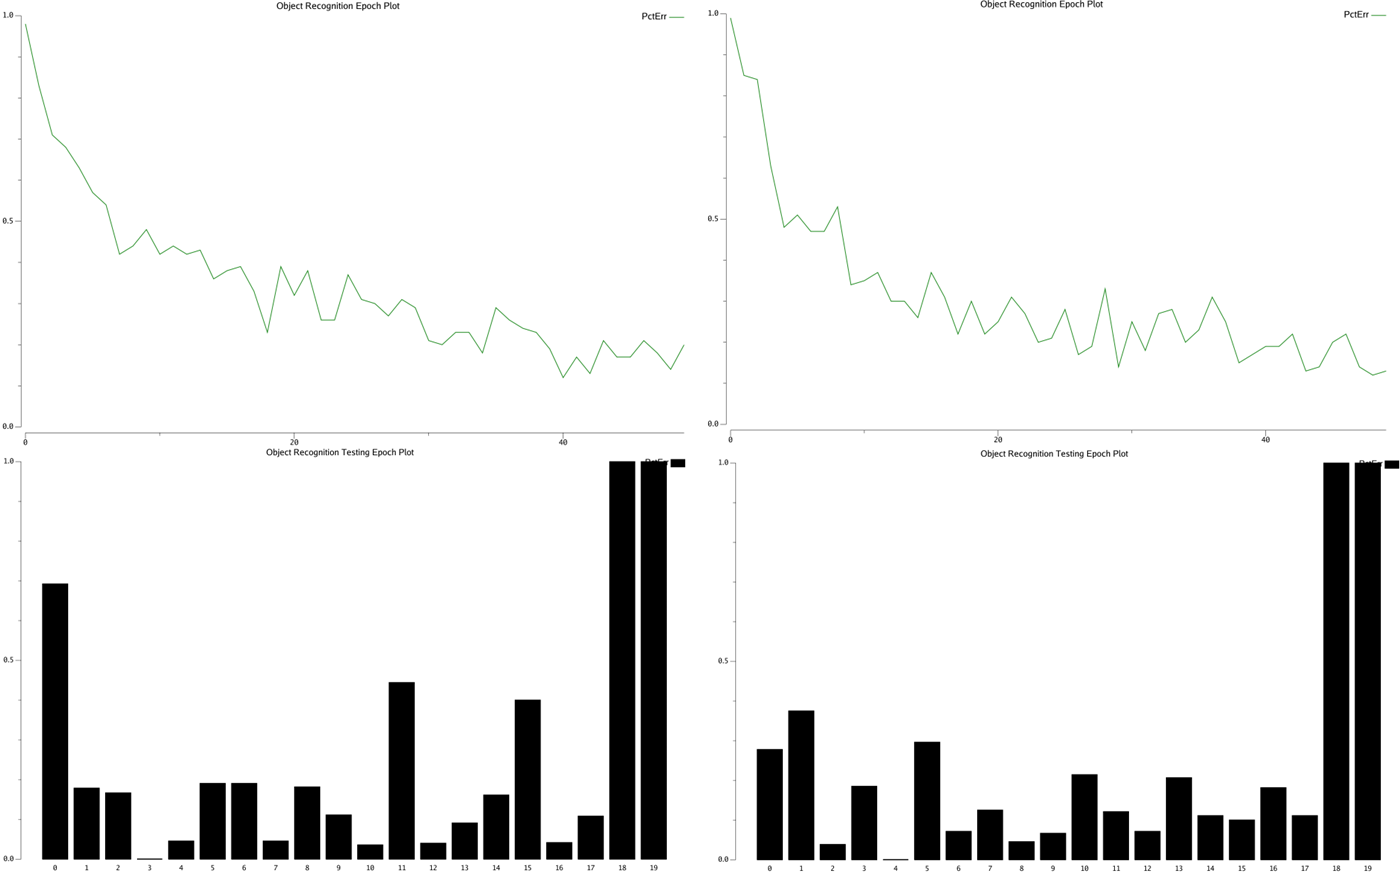 Object Recognition Epoch Plot
PctErr
1.0
0.5
0.0
0 20 40
Object Recognition Epoch Plot
PctErr
1.0
0.5
0.0
0 20 40
Object Recognition Testing Epoch Plot
PctErr
1.0
0.5
0.0
0 1 2 3 4 5 6 7 8 9 10 11 12 13 14 15 16 17 18 19
Object Recognition Testing Epoch Plot
PctErr
1.0
0.5
0.0
0 1 2 3 4 5 6 7 8 9 10 11 12 13 14 15 16 17 18 19